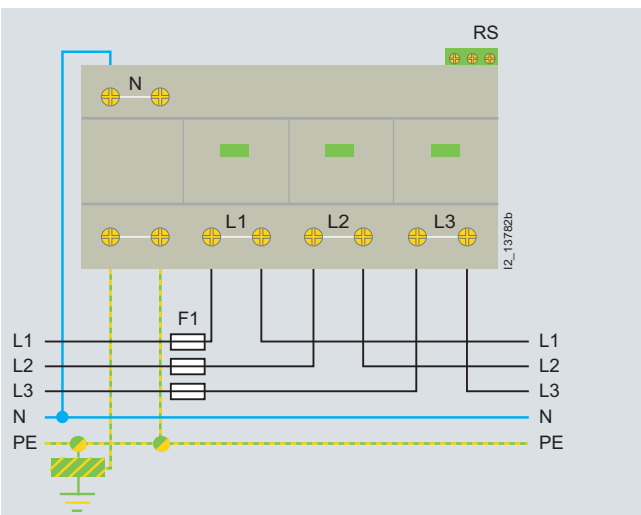 RS
N
L1 L2 L3
I2_13782b
F1
L1 L1
L2 L2
L3 L3
N N
PE PE